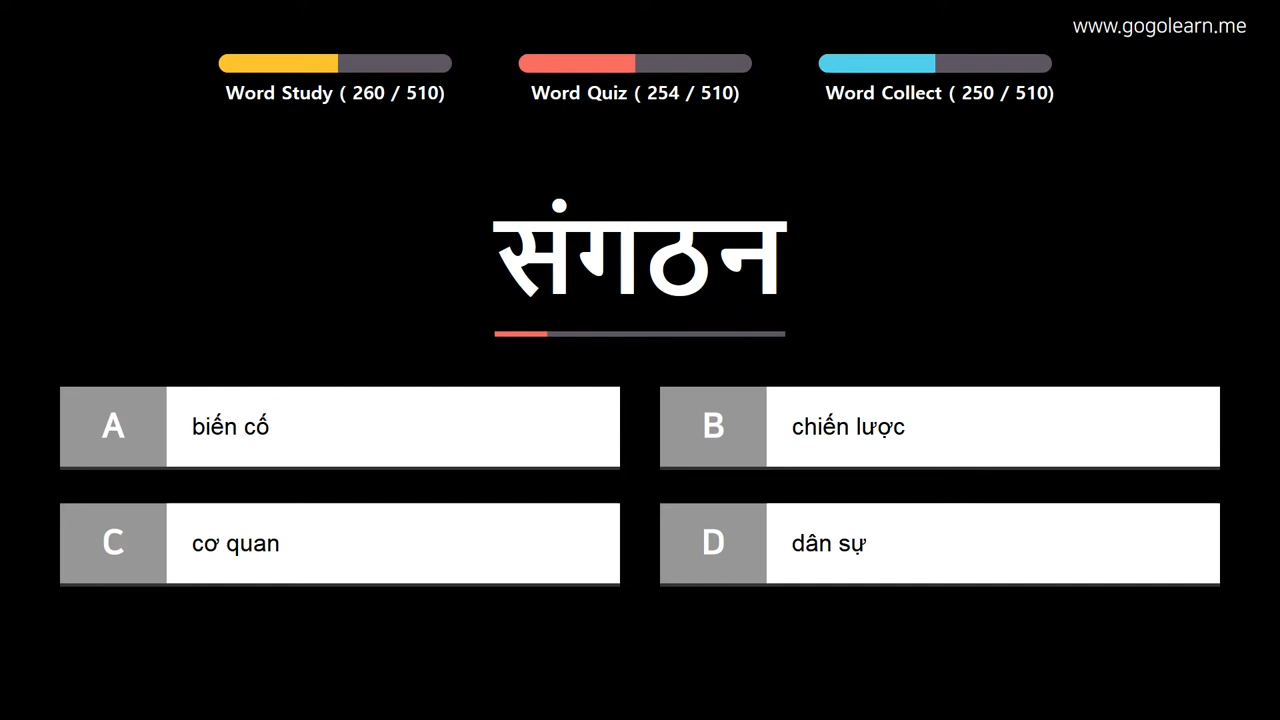 www.gogolearn.me
Word Study ( 260 / 510)
Word Quiz ( 254 / 510)
Word Collect ( 250 / 510)
संगठन
A biến cố
B chiến lược
C cơ quan
D dân sự